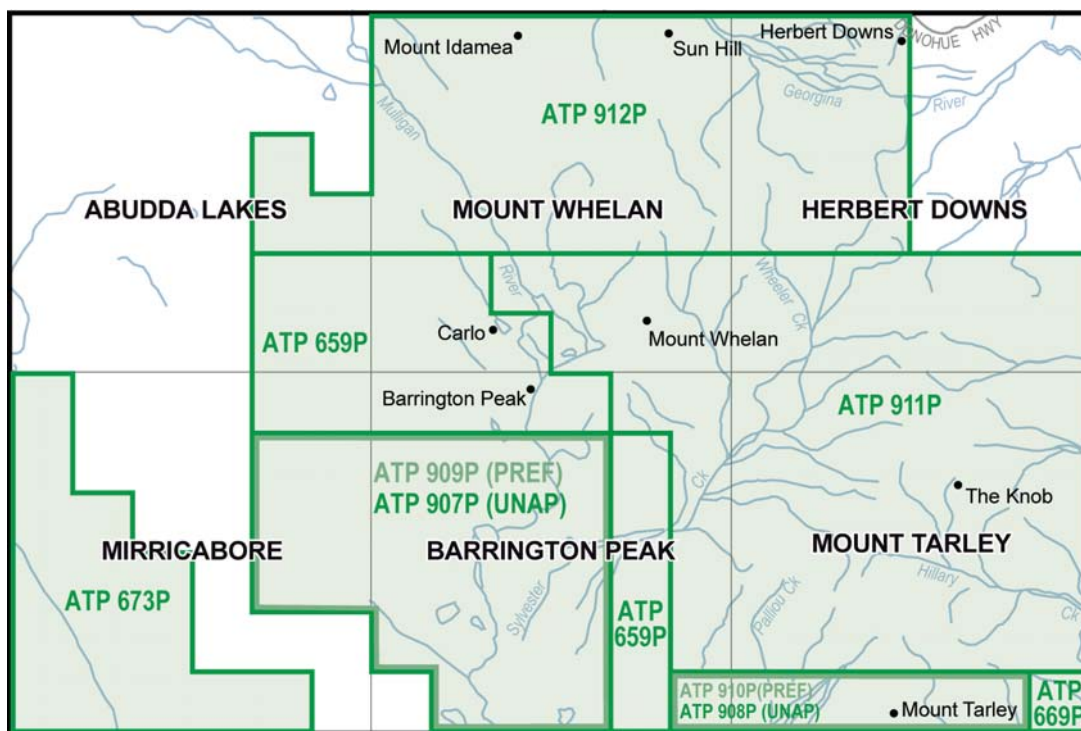 Mount Idamea
Sun Hill
Herbert Downs
DONOHUE HWY
Mulligan
Georgina
River
ATP 912P
ABUDDA LAKES
MOUNT WHELAN
HERBERT DOWNS
River
Wheeler Ck
ATP 659P
Carlo
Mount Whelan
Barrington Peak
ATP 911P
ATP 909P (PREF)
ATP 907P (UNAP)
Ck
The Knob
MIRRICABORE
BARRINGTON PEAK
MOUNT TARLEY
ATP 673P
Sylvester
ATP
659P
Pailiou Ck
Hillary
Ck
ATP 910P(PREF)
ATP 908P (UNAP)
Mount Tarley
ATP
669P